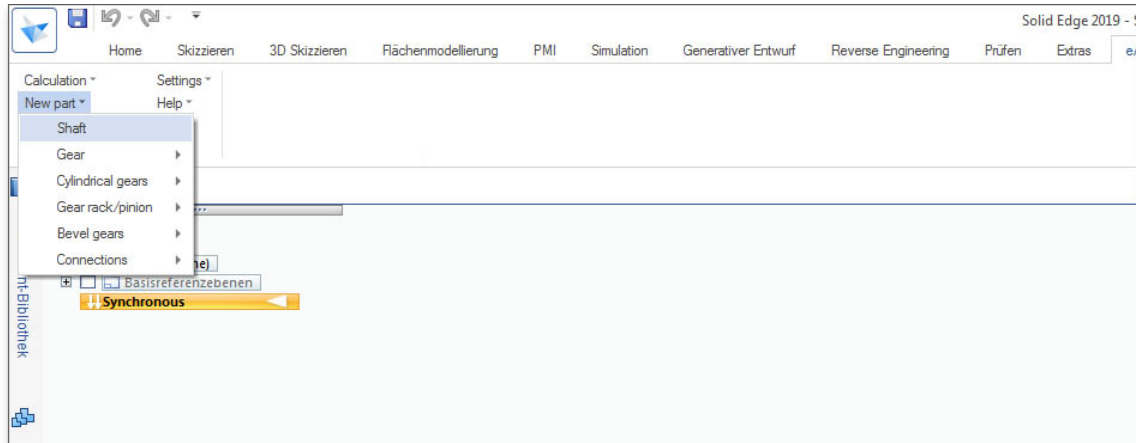 Solid Edge 2019 - S
Home Skizzieren 3D Skizzieren Flächenmodellierung PMI Simulation Generativer Entwurf Reverse Engineering Prüfen Extras
Calculation Settings
New part Help
Shaft
Gear
Cylindrical gears
Gear rack/pinion
Bevel gears
Connections
Basisreferenzebenen
Synchronous
nt-Bibliothek